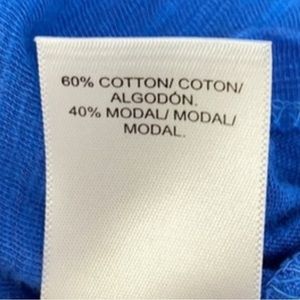 60% COTTON/ COTON/
ALGODÓN.
40% MODAL/ MODAL/
MODAL.